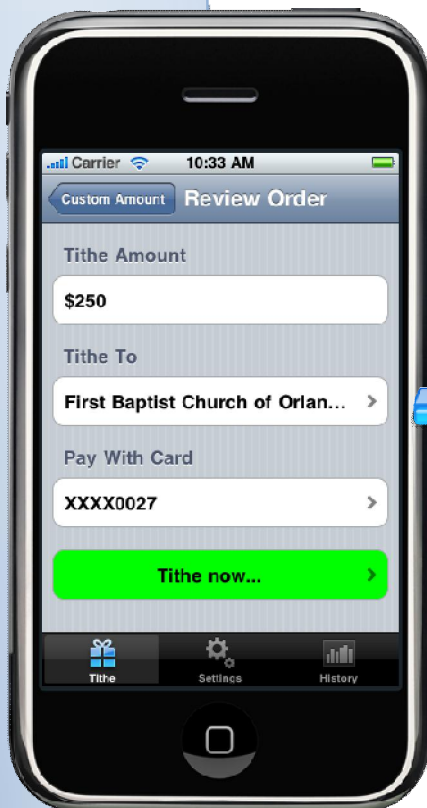 Carrier 10:33 AM
Custom Amount Review Order
Tithe Amount
$250
Tithe To
First Baptist Church of Orlan...
Pay With Card
XXXX0027
Tithe now...
Tithe Settings History